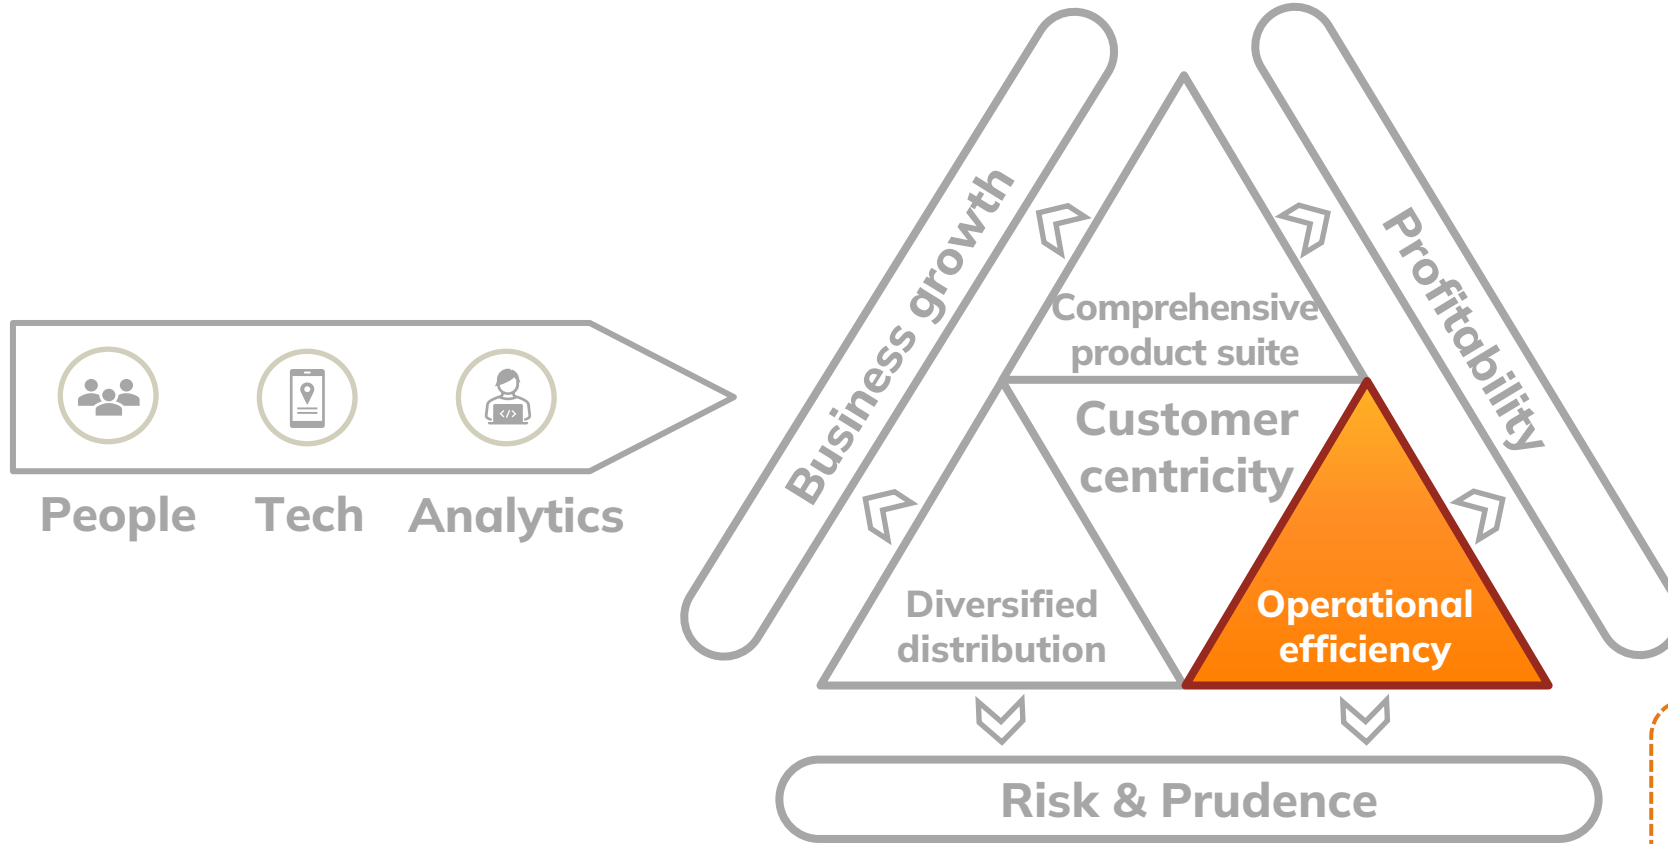 People
Tech
Analytics
Business growth
Profitability
Comprehensive
product suite
Customer
centricity
Diversified
distribution
Operational
efficiency
Risk & Prudence